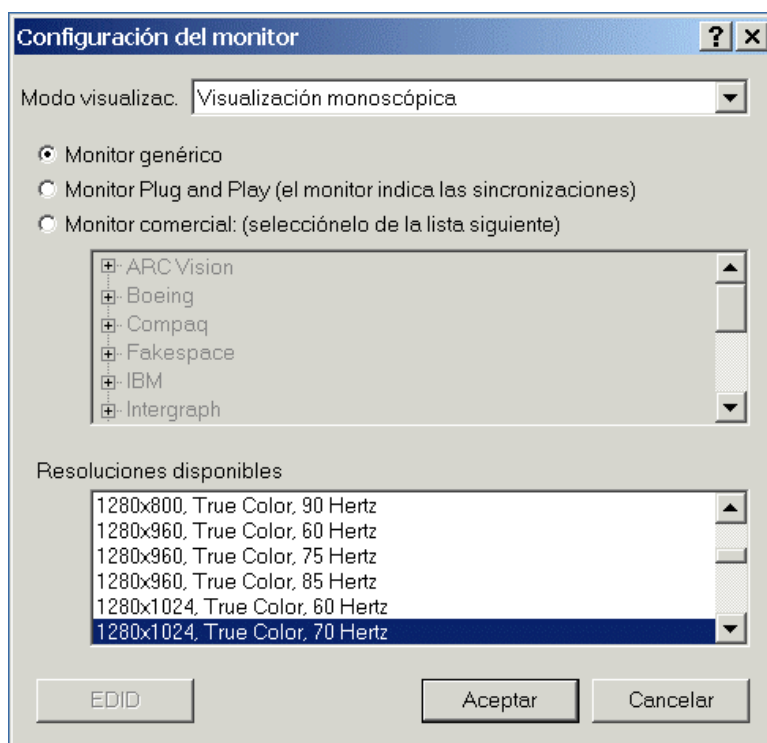 Configuración del monitor
Modo visualizac. Visualización monoscópica
Monitor genérico
Monitor Plug and Play (el monitor indica las sincronizaciones)
Monitor comercial: (selecciónelo de la lista siguiente)
ARC Vision
Boeing
Compaq
Fakespace
IBM
Intergraph
Resoluciones disponibles
1280x800, True Color, 90 Hertz
1280x960, True Color, 60 Hertz
1280x960, True Color, 75 Hertz
1280x960, True Color, 85 Hertz
1280x1024, True Color, 60 Hertz
1280x1024, True Color, 70 Hertz
EDID Aceptar Cancelar